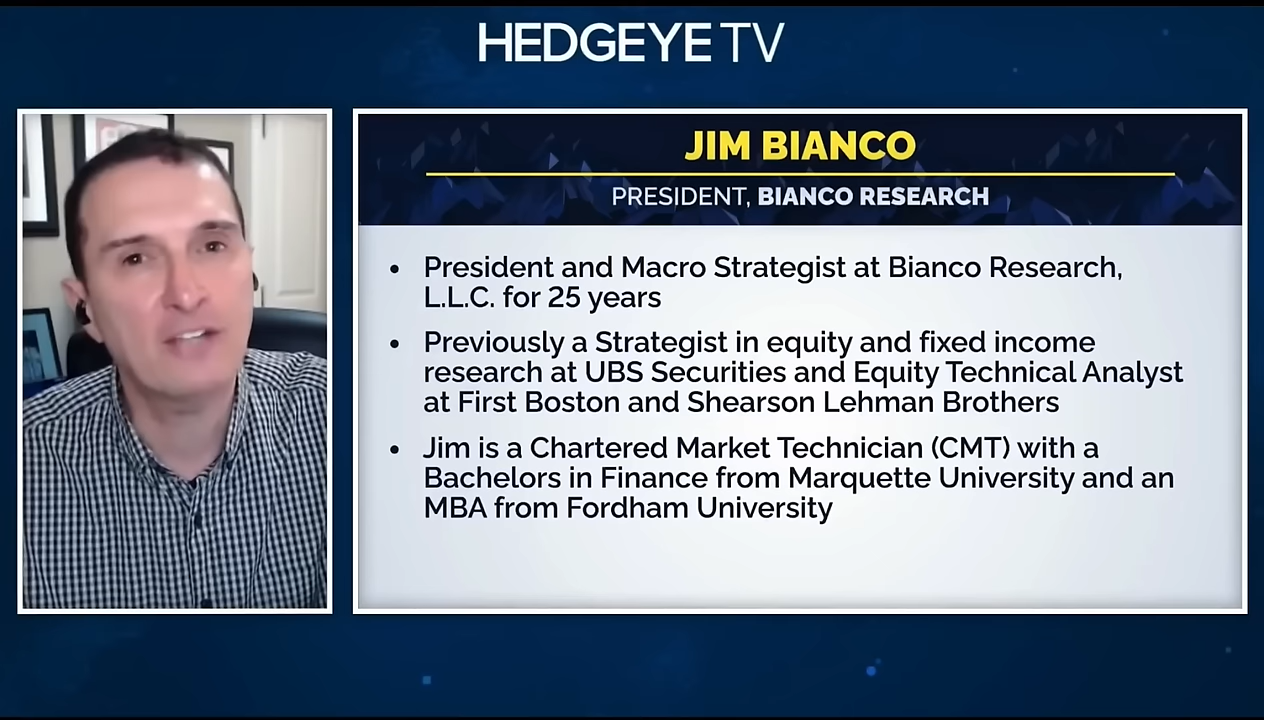 HEDGEYE TV
JIM BIANCO
PRESIDENT, BIANCO RESEARCH
• President and Macro Strategist at Bianco Research,
L.L.C. for 25 years
• Previously a Strategist in equity and fixed income
research at UBS Securities and Equity Technical Analyst
at First Boston and Shearson Lehman Brothers
• Jim is a Chartered Market Technician (CMT) with a
Bachelors in Finance from Marquette University and an
MBA from Fordham University